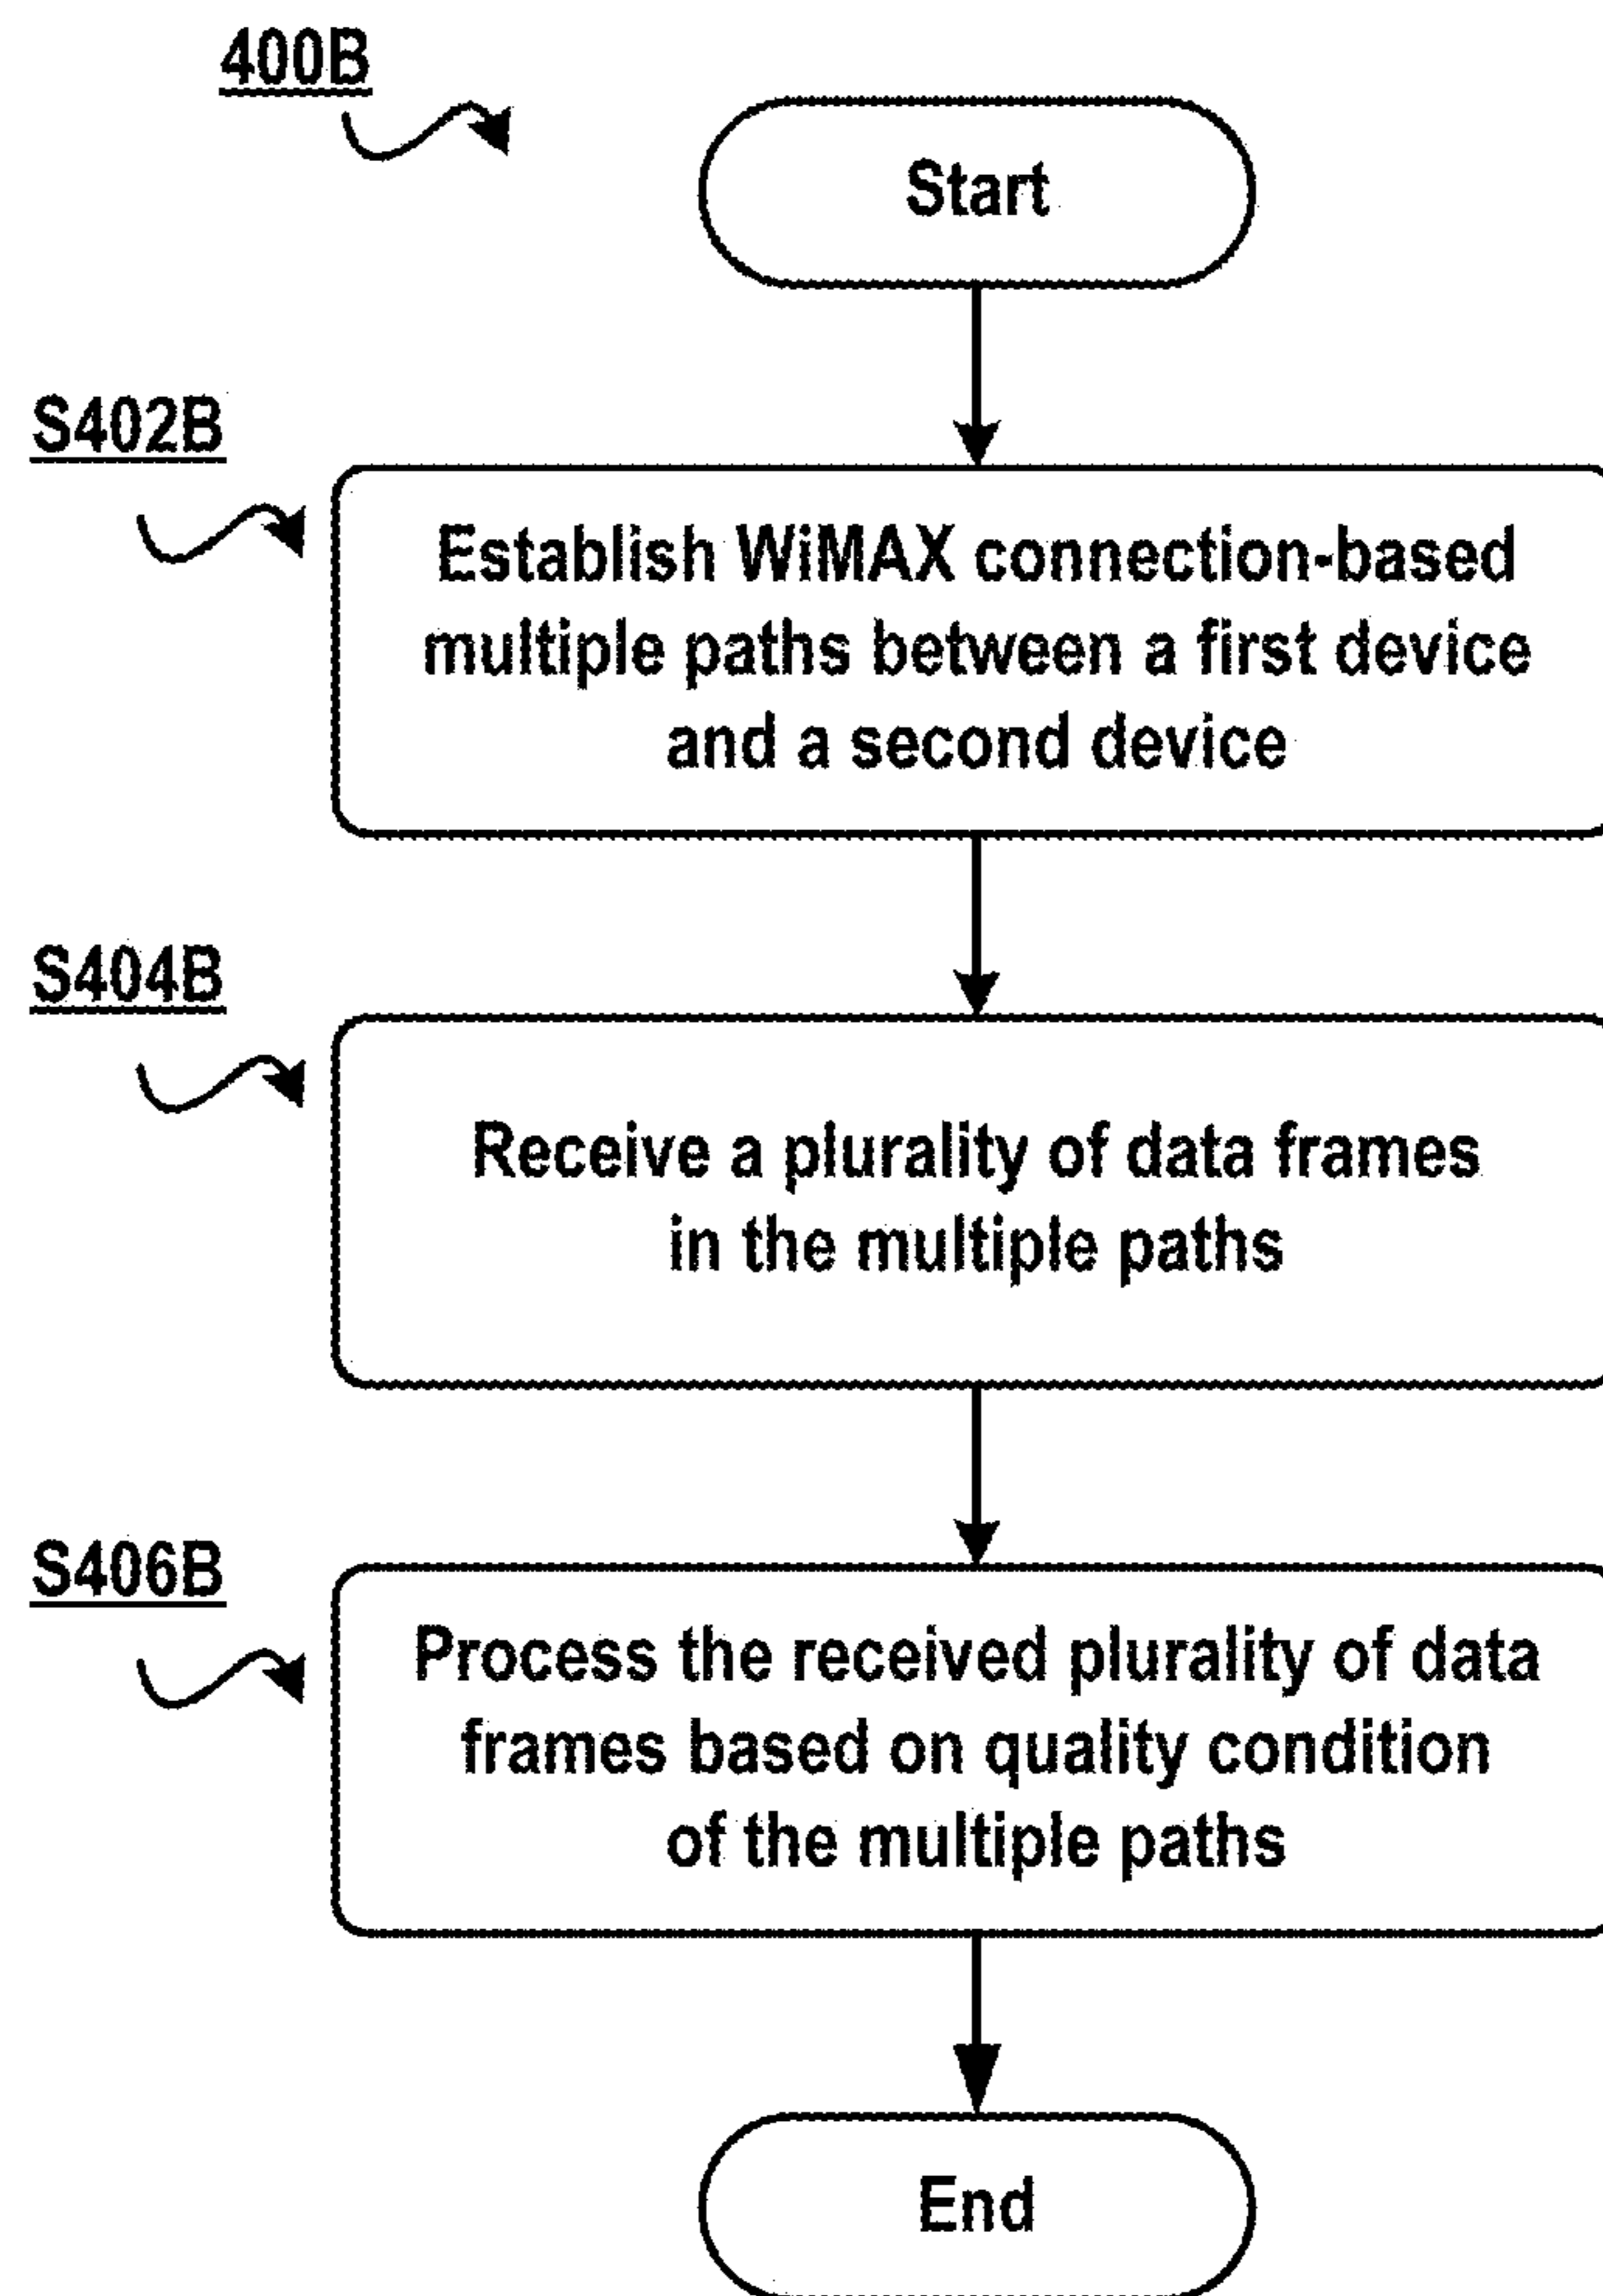 400B
Start
S402B
Establish WiMAX connection-based
multiple paths between a first device
and a second device
S404B
Receive a plurality of data frames
in the multiple paths
S406B
Process the received plurality of data
frames based on quality condition
of the multiple paths
End